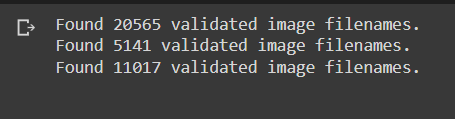 Found 20565 validated image filenames.
Found 5141 validated image filenames.
Found 11017 validated image filenames.